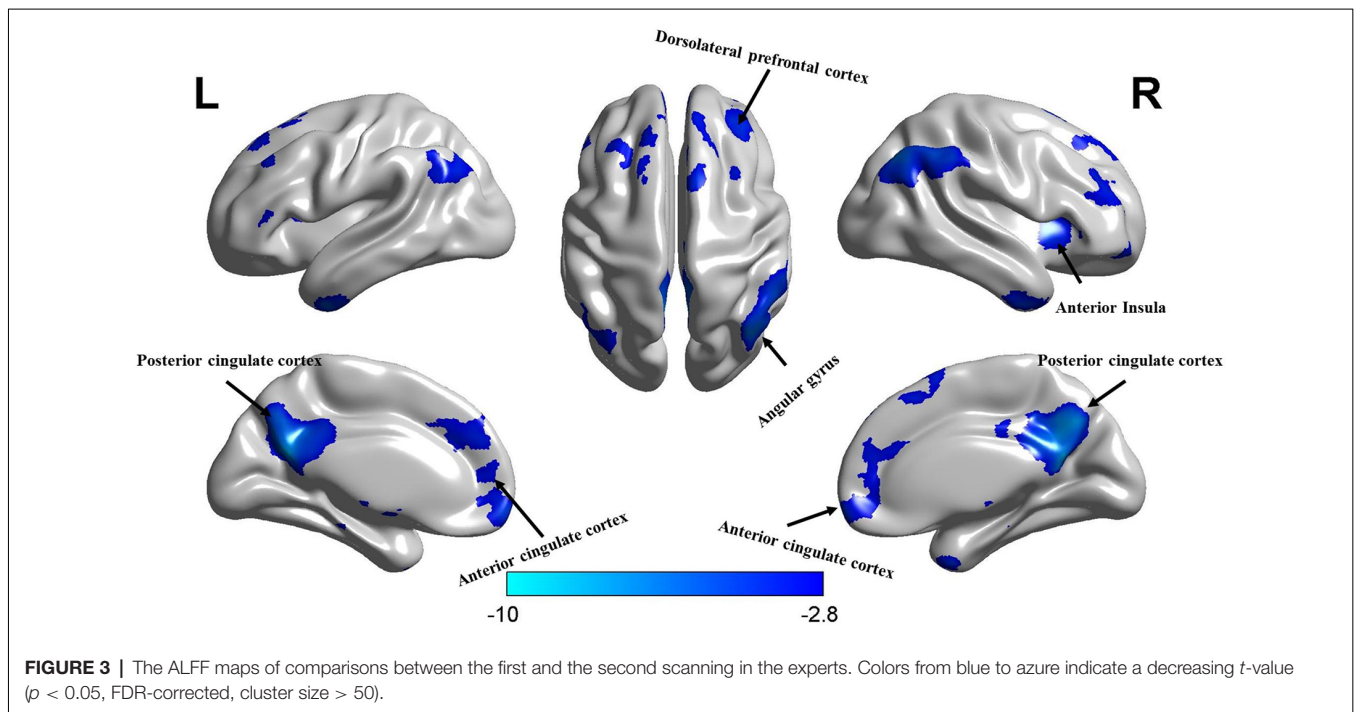 Dorsolateral prefrontal cortex
L
R
Anterior Insula
Posterior cingulate cortex
Angular gyrus
Posterior cingulate cortex
Anterior cingulate cortex
Anterior cingulate cortex
-10
-2.8
FIGURE 3 | The ALFF maps of comparisons between the first and the second scanning in the experts. Colors from blue to azure indicate a decreasing t-value
(p < 0.05, FDR-corrected, cluster size > 50).